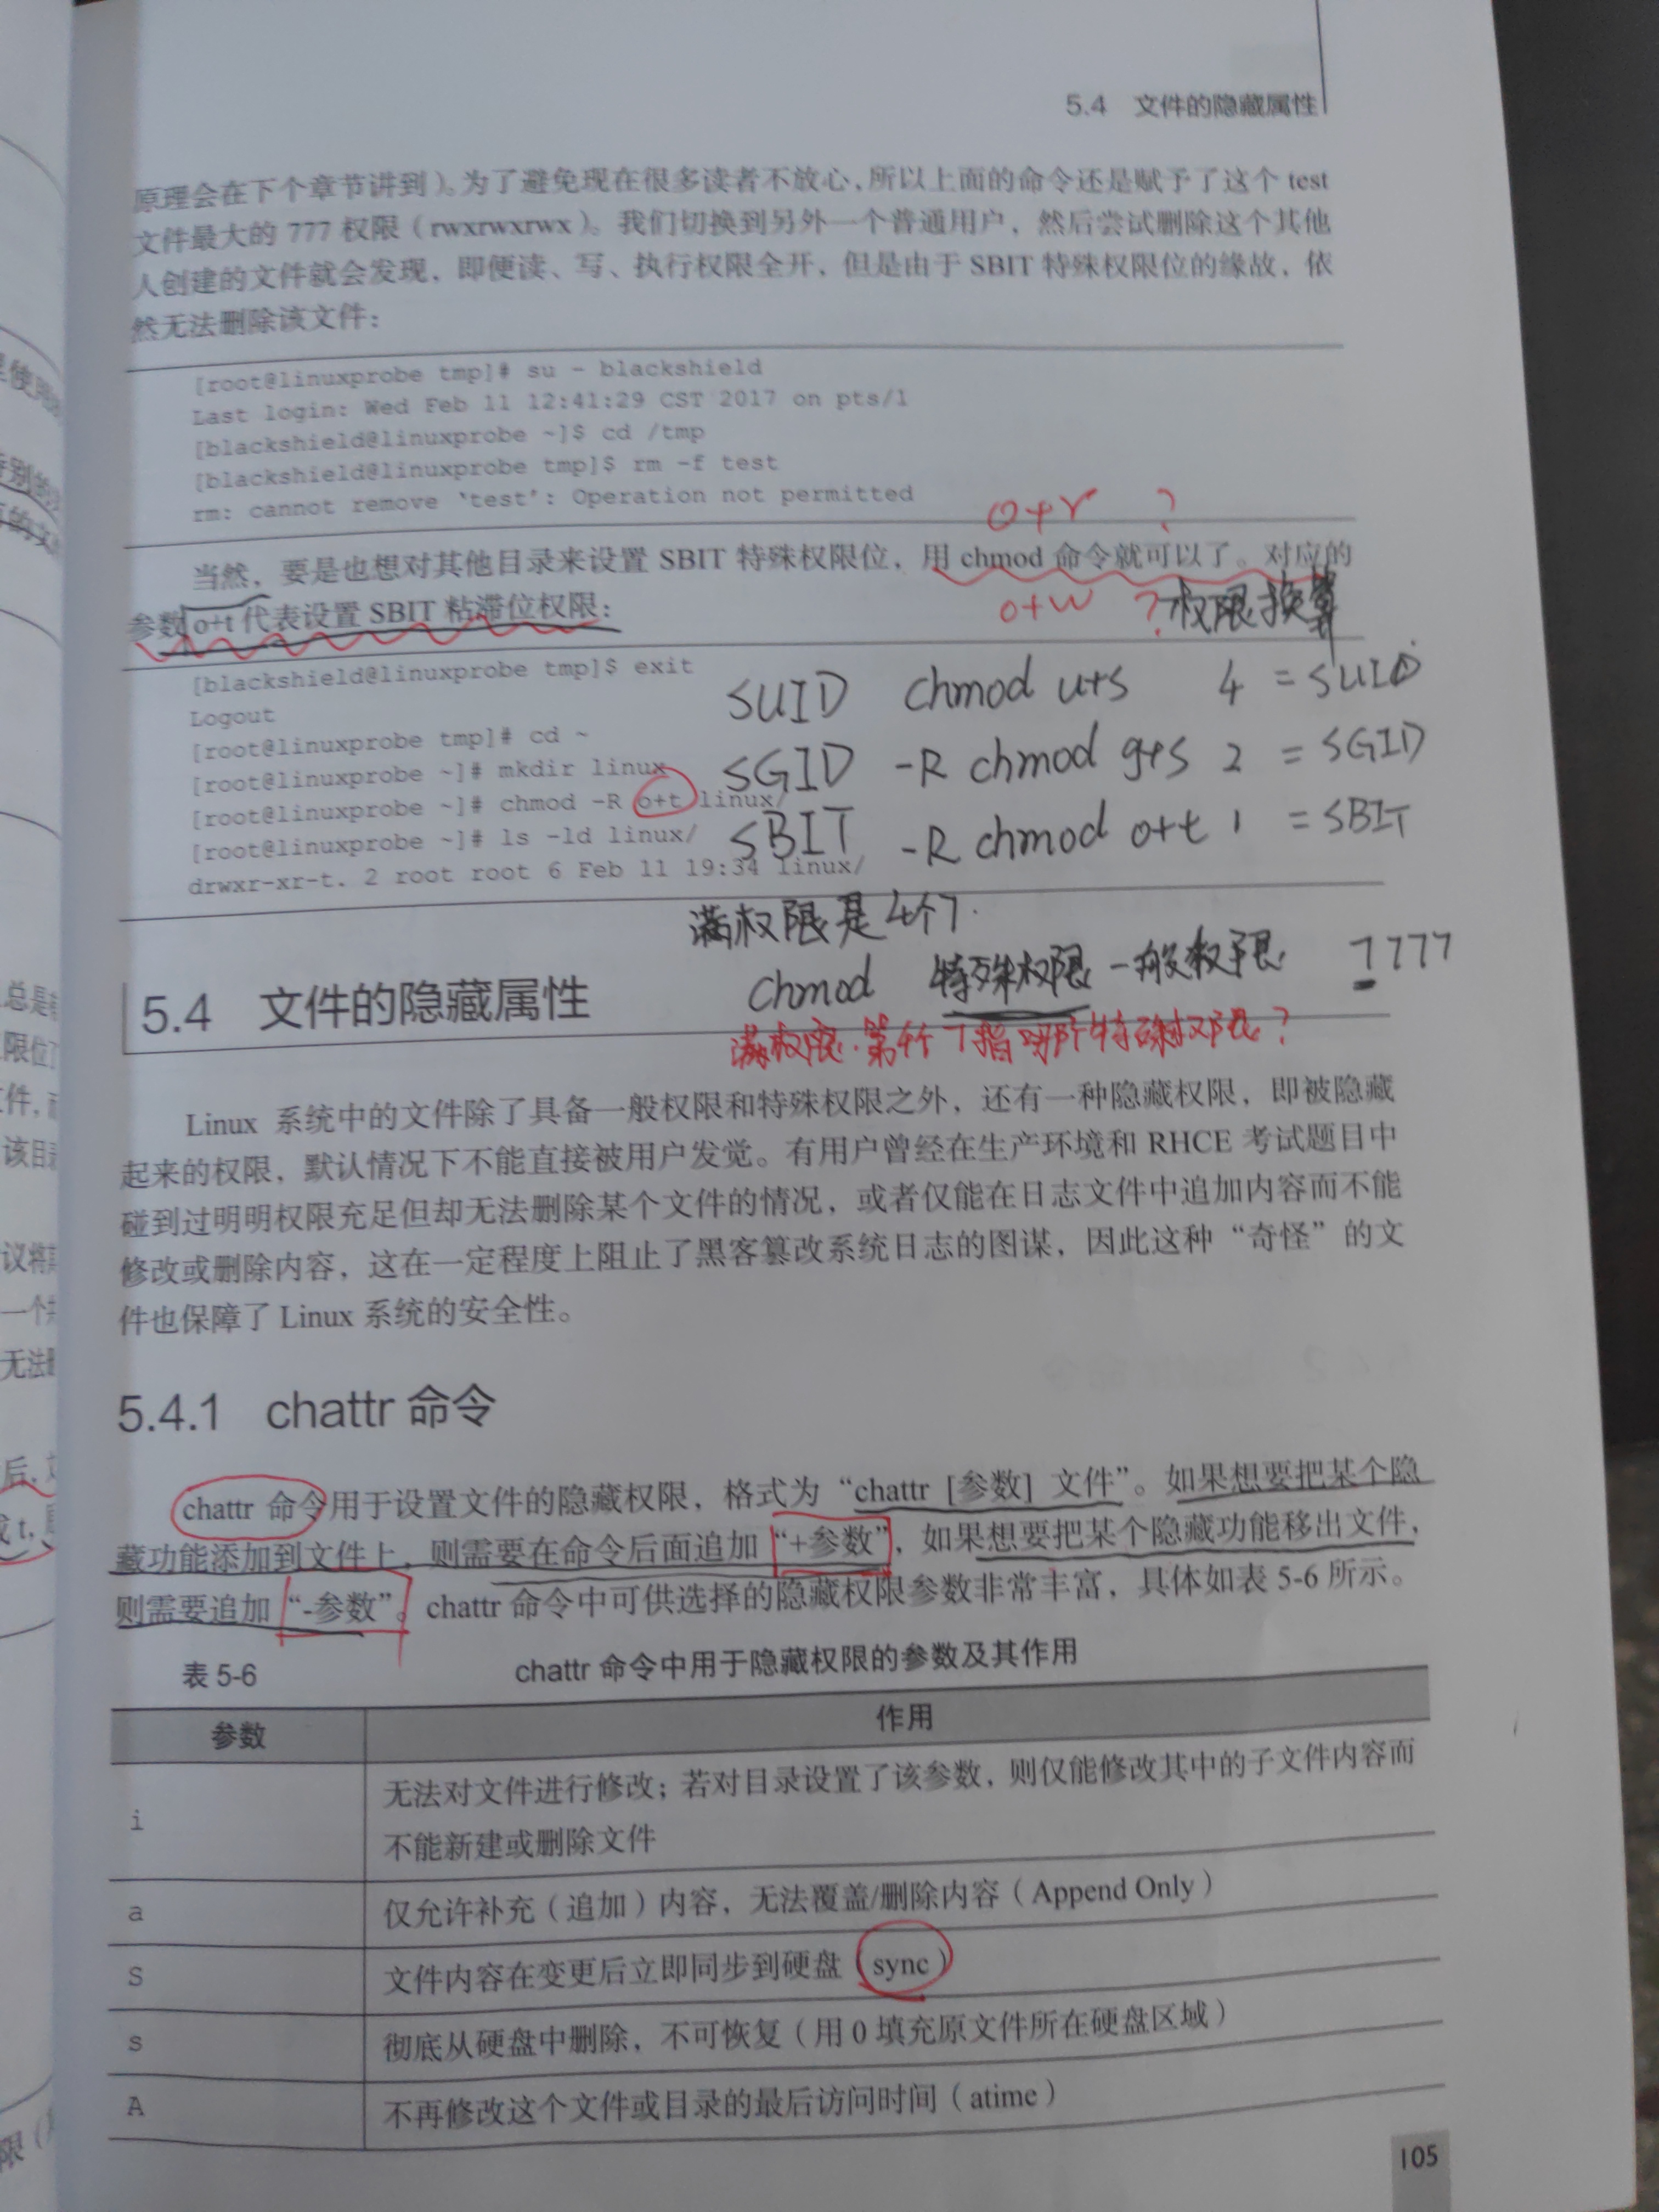 5.4 文件的隐藏属性
原理会在下个章节讲到）。为了避免现在很多读者不放心，所以上面的命令还是赋予了这个 test
文件最大的 777 权限（rwxrwxrwx）。我们切换到另外一个普通用户，然后尝试删除这个其他
人创建的文件就会发现，即便读、写、执行权限全开，但是由于 SBIT 特殊权限位的缘故，依
然无法删除该文件：
[root@linuxprobe tmp]# su - blackshield
Last login: Wed Feb 11 12:41:29 CST 2017 on pts/1
[blackshield@linuxprobe ~]$ cd /tmp
[blackshield@linuxprobe tmp]$ rm -f test
rm: cannot remove ‘test’: Operation not permitted
o+r ?
当然，要是也想对其他目录来设置 SBIT 特殊权限位，用 chmod 命令就可以了。对应的
参数 o+t 代表设置 SBIT 粘滞位权限：
o+w ?
权限换算
[blackshield@linuxprobe tmp]$ exit
Logout
[root@linuxprobe tmp]# cd ~
[root@linuxprobe ~]# mkdir linux
[root@linuxprobe ~]# chmod -R o+t linux/
[root@linuxprobe ~]# ls -ld linux/
drwxr-xr-t. 2 root root 6 Feb 11 19:34 linux/
SUID chmod u+s 4 = SUID
SGID -R chmod g+s 2 = SGID
SBIT -R chmod o+t 1 = SBIT
满权限是4个7.
chmod 特殊权限 一般权限 7777
5.4 文件的隐藏属性
满权限.第4个7指哪个特殊权限？
Linux 系统中的文件除了具备一般权限和特殊权限之外，还有一种隐藏权限，即被隐藏
起来的权限，默认情况下不能直接被用户发觉。有用户曾经在生产环境和 RHCE 考试题目中
碰到过明明权限充足但却无法删除某个文件的情况，或者仅能在日志文件中追加内容而不能
修改或删除内容，这在一定程度上阻止了黑客篡改系统日志的图谋，因此这种“奇怪”的文
件也保障了 Linux 系统的安全性。
5.4.1 chattr 命令
chattr 命令用于设置文件的隐藏权限，格式为“chattr [参数] 文件”。如果想要把某个隐
藏功能添加到文件上，则需要在命令后面追加“+参数”，如果想要把某个隐藏功能移出文件，
则需要追加“-参数”。chattr 命令中可供选择的隐藏权限参数非常丰富，具体如表 5-6 所示。
表 5-6 chattr 命令中用于隐藏权限的参数及其作用
参数 作用
i 无法对文件进行修改；若对目录设置了该参数，则仅能修改其中的子文件内容而
不能新建或删除文件
a 仅允许补充（追加）内容，无法覆盖/删除内容（Append Only）
S 文件内容在变更后立即同步到硬盘（sync）
s 彻底从硬盘中删除，不可恢复（用 0 填充原文件所在硬盘区域）
A 不再修改这个文件或目录的最后访问时间（atime）
105